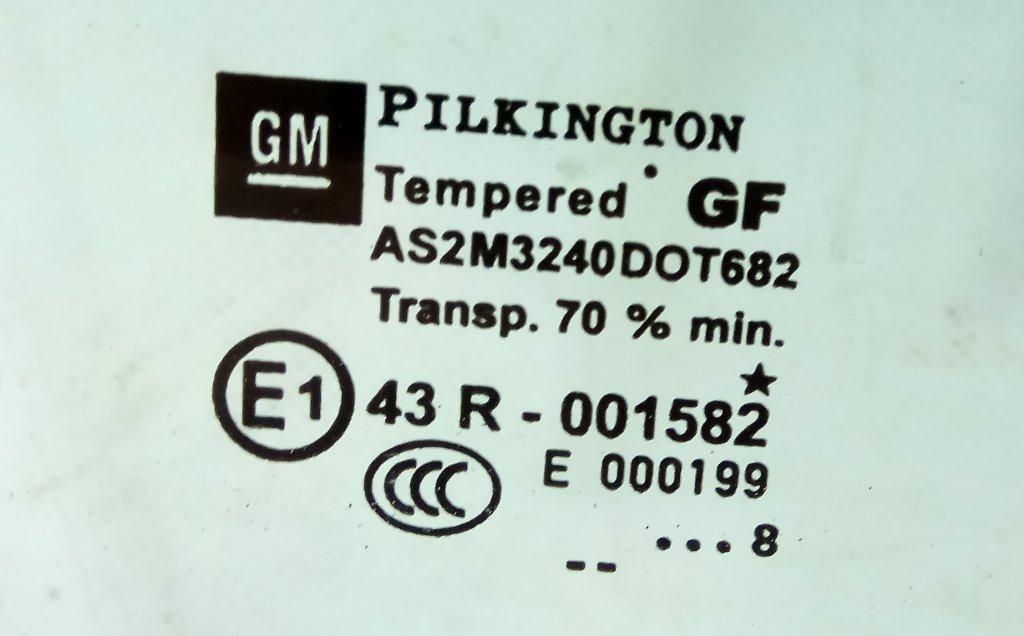 GM PILKINGTON
Tempered GF
AS2M3240DOT682
Transp. 70 % min.
E1 43 R - 001582
CCC E 000199
...8
--